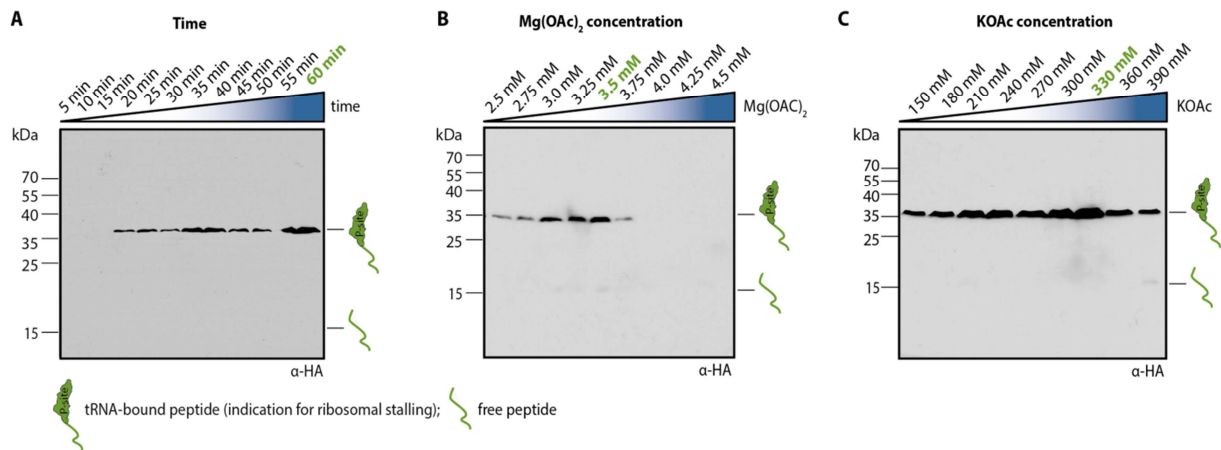 A
Time
5 min
10 min
15 min
20 min
25 min
30 min
35 min
40 min
45 min
50 min
55 min
60 min
time
kDa
70
55
40
35
25
15
P-site
α-HA
B
Mg(OAc)2 concentration
2.5 mM
2.75 mM
3.0 mM
3.25 mM
3.5 mM
3.75 mM
4.0 mM
4.25 mM
4.5 mM
Mg(OAC)2
kDa
70
55
40
35
25
15
P-site
α-HA
C
KOAc concentration
150 mM
180 mM
210 mM
240 mM
270 mM
300 mM
330 mM
360 mM
390 mM
KOAc
kDa
70
55
40
35
25
15
P-site
α-HA
P-site
tRNA-bound peptide (indication for ribosomal stalling);
free peptide